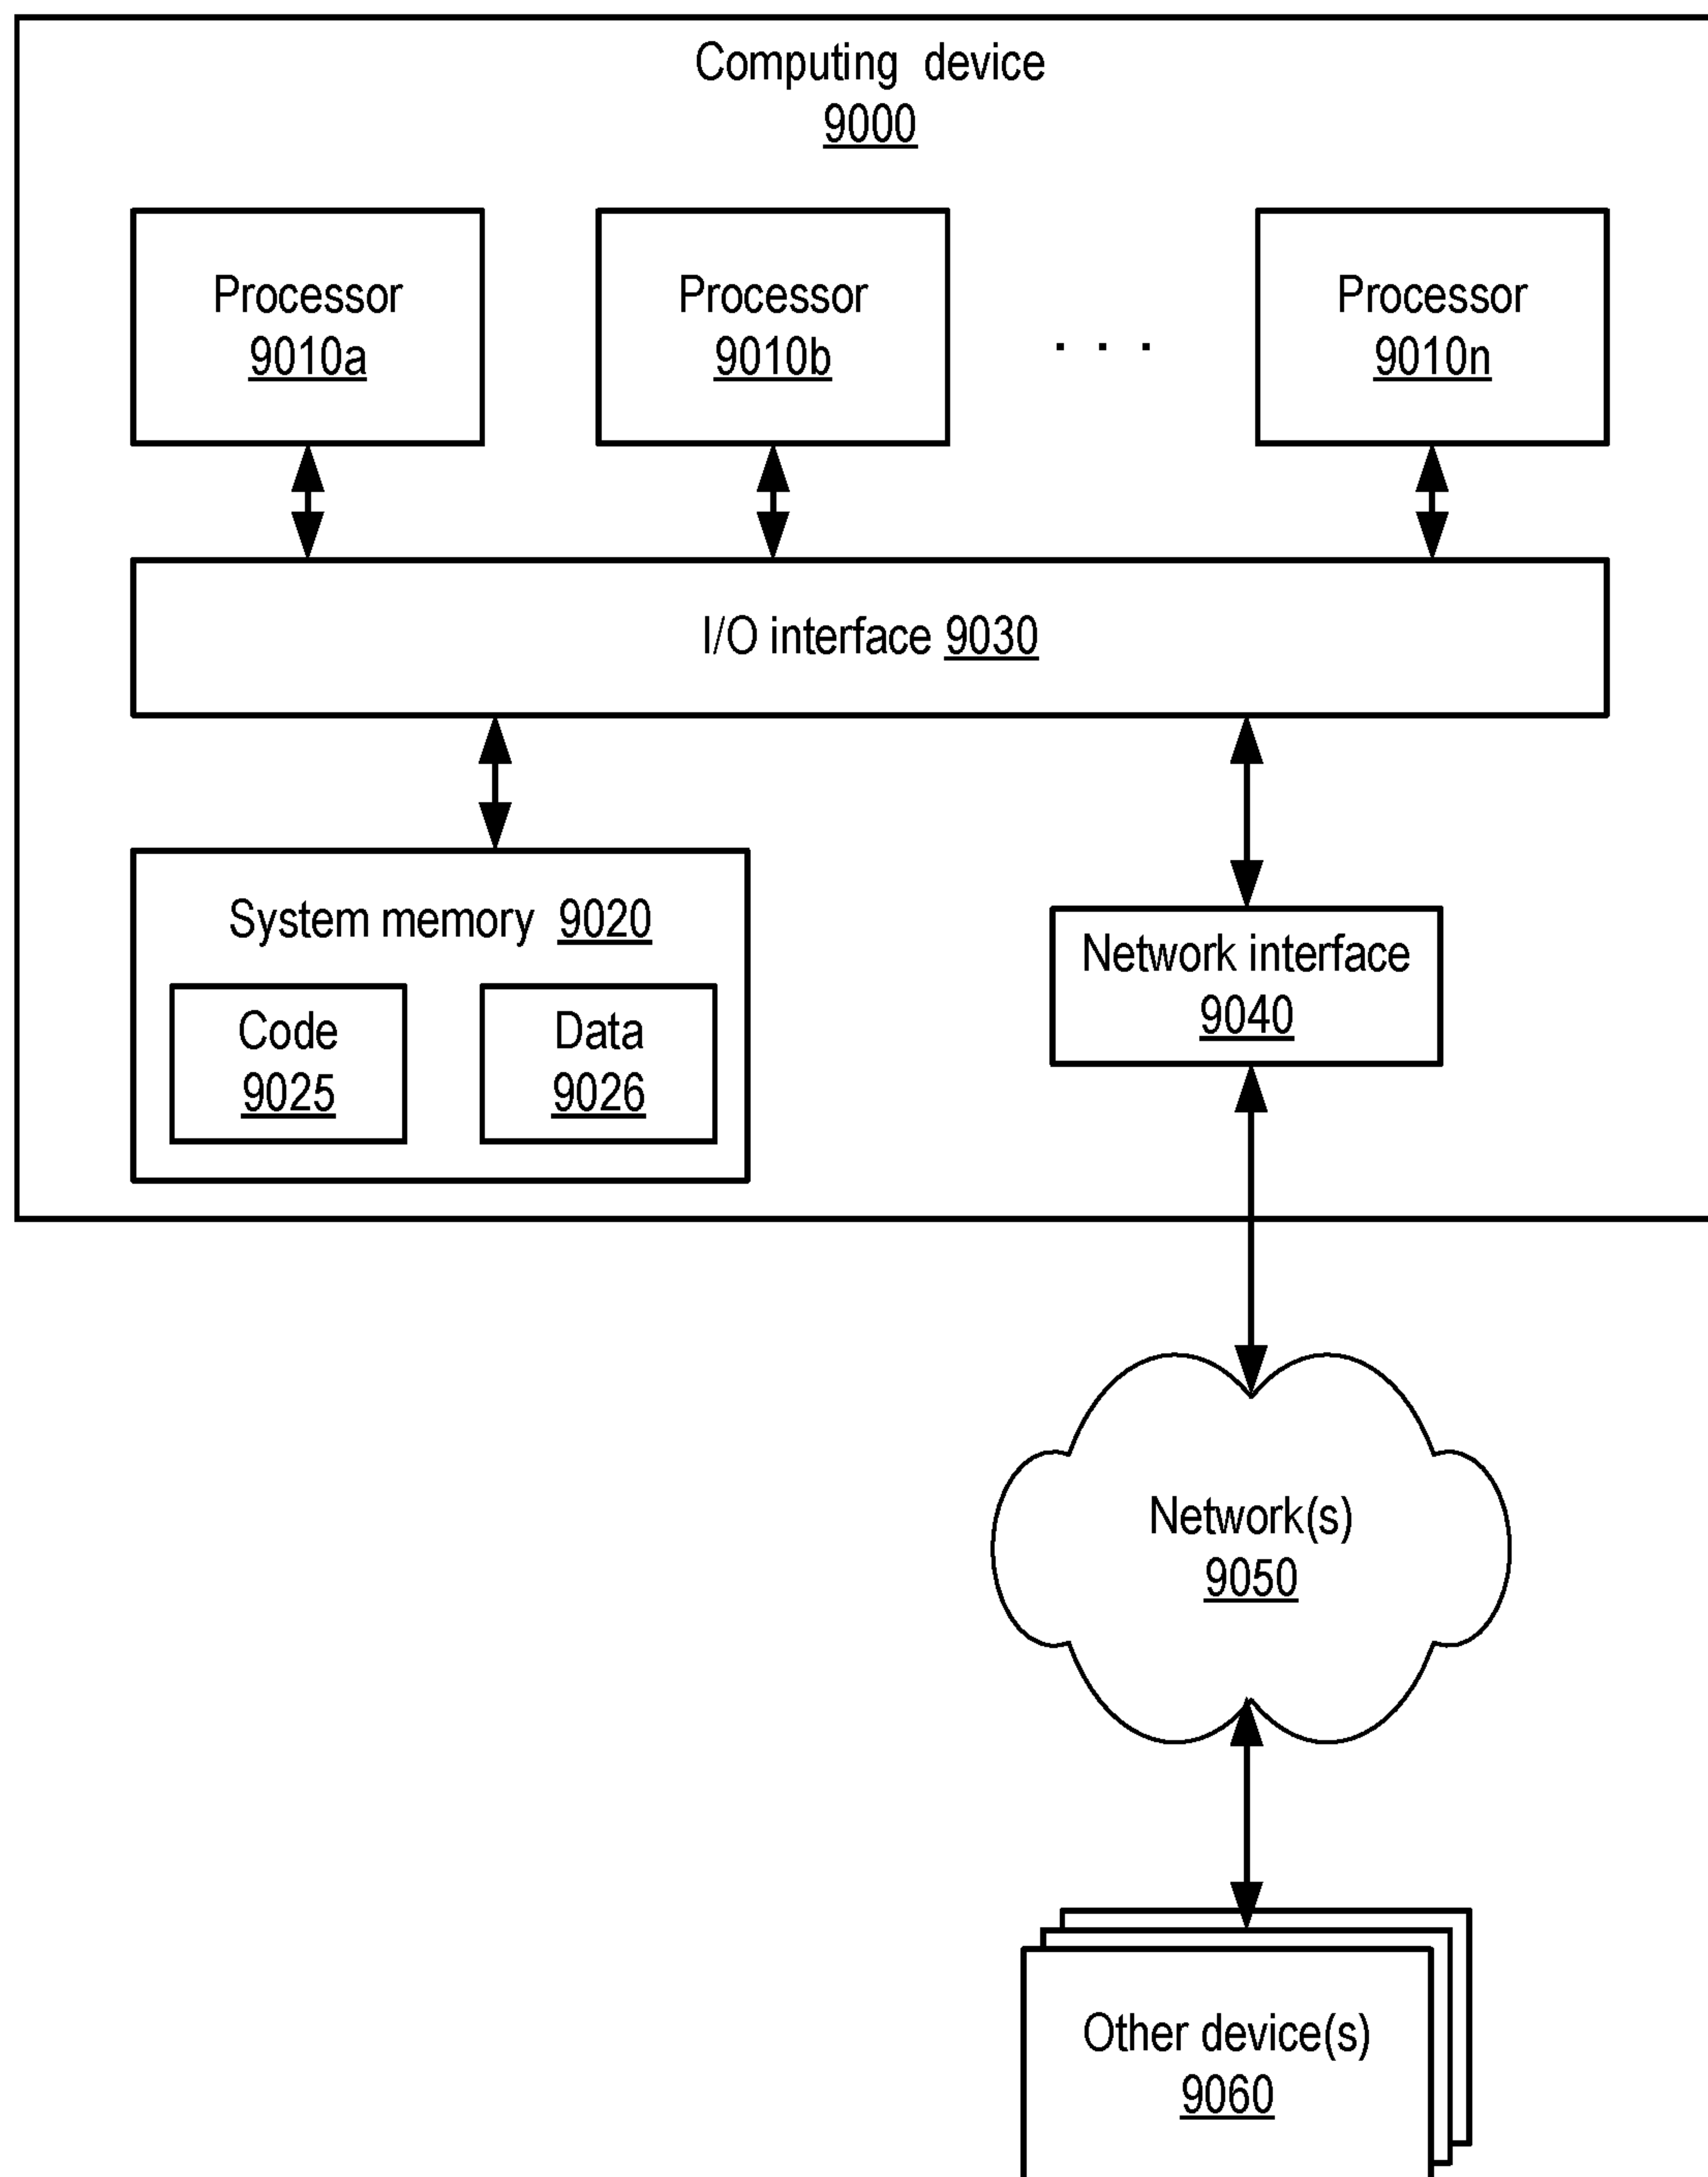 Computing device
9000
Processor
9010a
Processor
9010b
. . .
Processor
9010n
I/O interface 9030
System memory 9020
Code
9025
Data
9026
Network interface
9040
Network(s)
9050
Other device(s)
9060